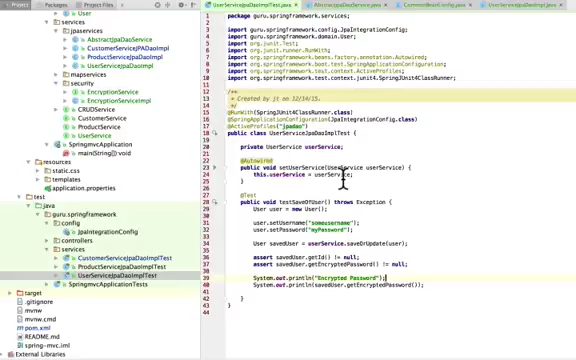 Project
Packages
Project Files
User
services
jpaservices
AbstractJpaDaoService
CustomerServiceJPADaoImpl
ProductServiceJpaDaoImpl
UserServiceJpaDaoImpl
mapservices
security
EncryptionService
EncryptionServiceImpl
CRUDService
CustomerService
ProductService
UserService
SpringmvcApplication
main(String[]):void
resources
static.css
templates
application.properties
test
java
guru.springframework
config
JpaIntegrationConfig
controllers
services
CustomerServiceJpaDaoImplTest
ProductServiceJpaDaoImplTest
UserServiceJpaDaoImplTest
SpringmvcApplicationTests
target
.gitignore
mvnw
mvnw.cmd
pom.xml
README.md
spring-mvc.iml
External Libraries
UserServiceJpaDaoImplTest.java
AbstractJpaDaoService.java
CommonBeanConfig.java
UserServiceJpaDaoImpl.java
package guru.springframework.services;
import guru.springframework.config.JpaIntegrationConfig;
import guru.springframework.domain.User;
import org.junit.Test;
import org.junit.runner.RunWith;
import org.springframework.beans.factory.annotation.Autowired;
import org.springframework.boot.test.SpringApplicationConfiguration;
import org.springframework.test.context.ActiveProfiles;
import org.springframework.test.context.junit4.SpringJUnit4ClassRunner;
/**
* Created by jt on 12/14/15.
*/
@RunWith(SpringJUnit4ClassRunner.class)
@SpringApplicationConfiguration(JpaIntegrationConfig.class)
@ActiveProfiles("jpadao")
public class UserServiceJpaDaoImplTest {
private UserService userService;
@Autowired
public void setUserService(UserService userService) {
this.userService = userService;
}
@Test
public void testSaveOfUser() throws Exception {
User user = new User();
user.setUsername("someusername");
user.setPassword("myPassword");
User savedUser = userService.saveOrUpdate(user);
assert savedUser.getId() != null;
assert savedUser.getEncryptedPassword() != null;
System.out.println("Encrypted Password");
System.out.println(savedUser.getEncryptedPassword());
}
}